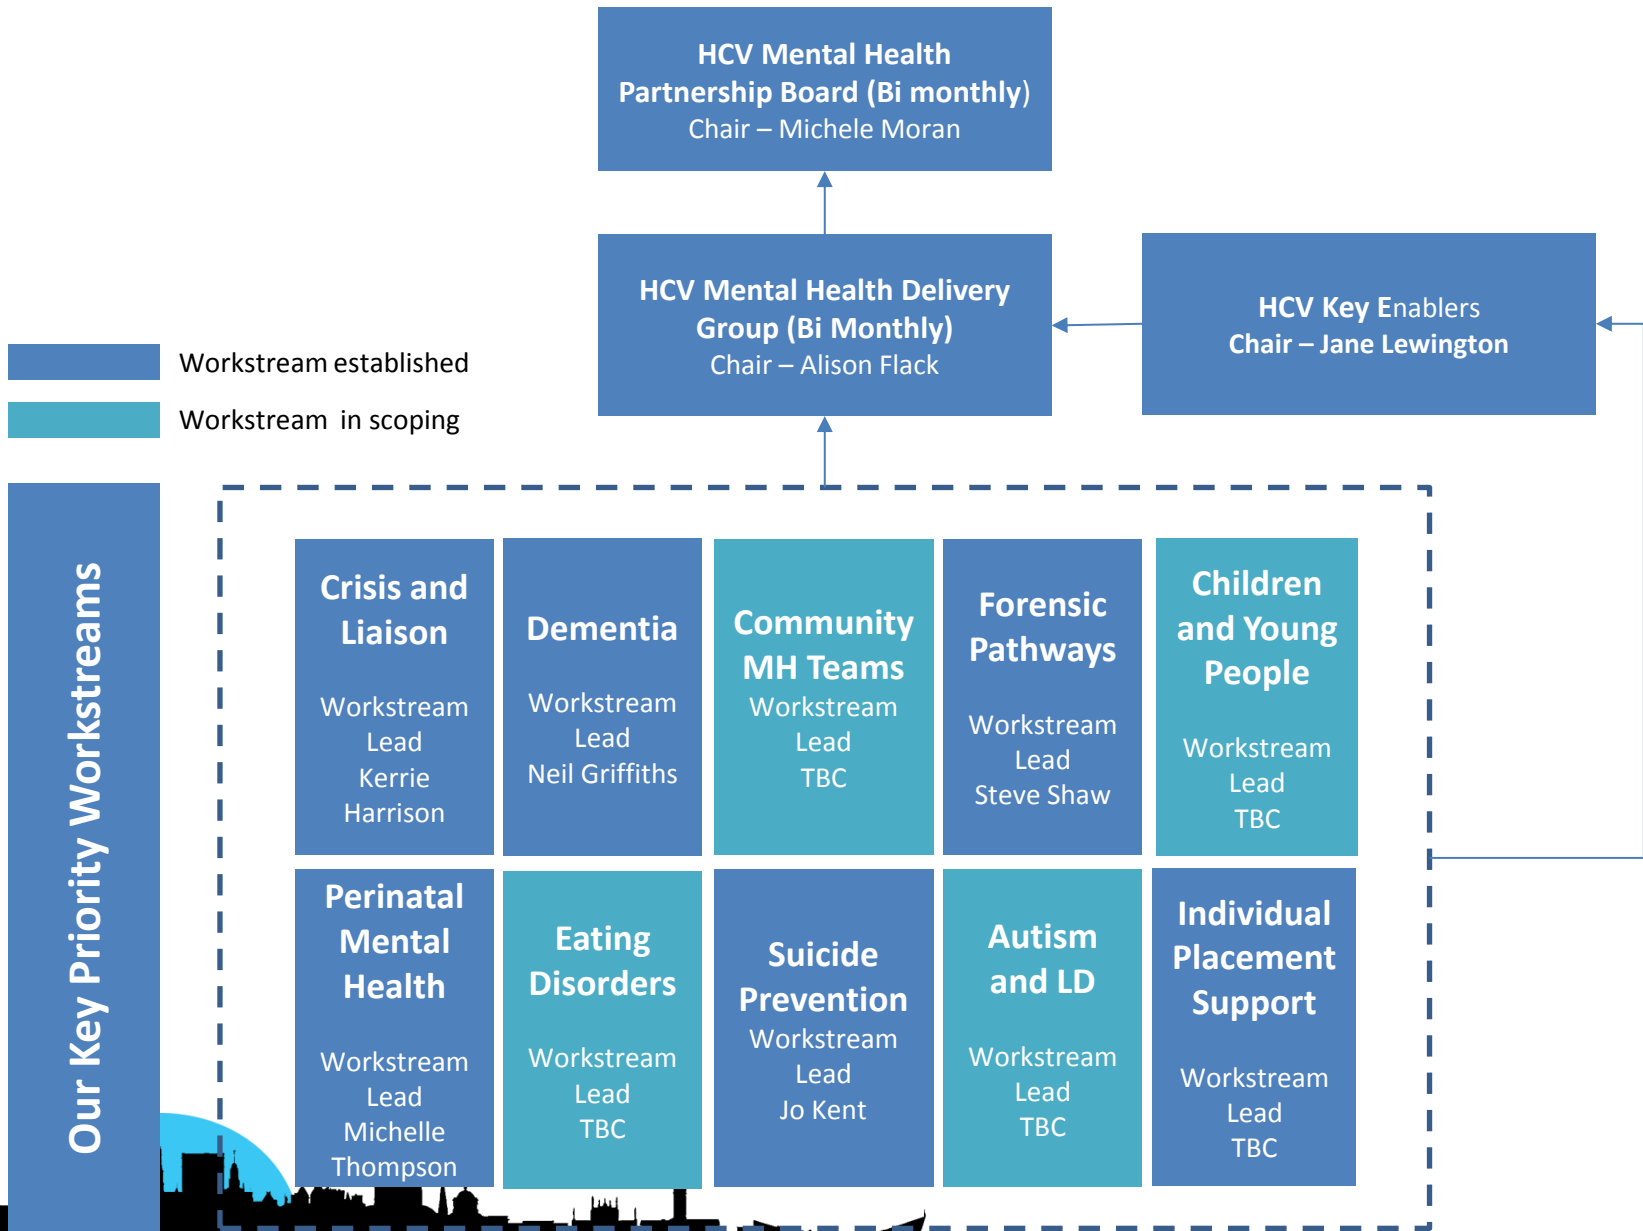 HCV Mental Health
Partnership Board (Bi monthly)
Chair – Michele Moran
HCV Mental Health Delivery
Group (Bi Monthly)
Chair – Alison Flack
HCV Key Enablers
Chair – Jane Lewington
Workstream established
Workstream in scoping
Our Key Priority Workstreams
Crisis and
Liaison
Workstream
Lead
Kerrie
Harrison
Dementia
Workstream
Lead
Neil Griffiths
Community
MH Teams
Workstream
Lead
TBC
Forensic
Pathways
Workstream
Lead
Steve Shaw
Children
and Young
People
Workstream
Lead
TBC
Perinatal
Mental
Health
Workstream
Lead
Michelle
Thompson
Eating
Disorders
Workstream
Lead
TBC
Suicide
Prevention
Workstream
Lead
Jo Kent
Autism
and LD
Workstream
Lead
TBC
Individual
Placement
Support
Workstream
Lead
TBC